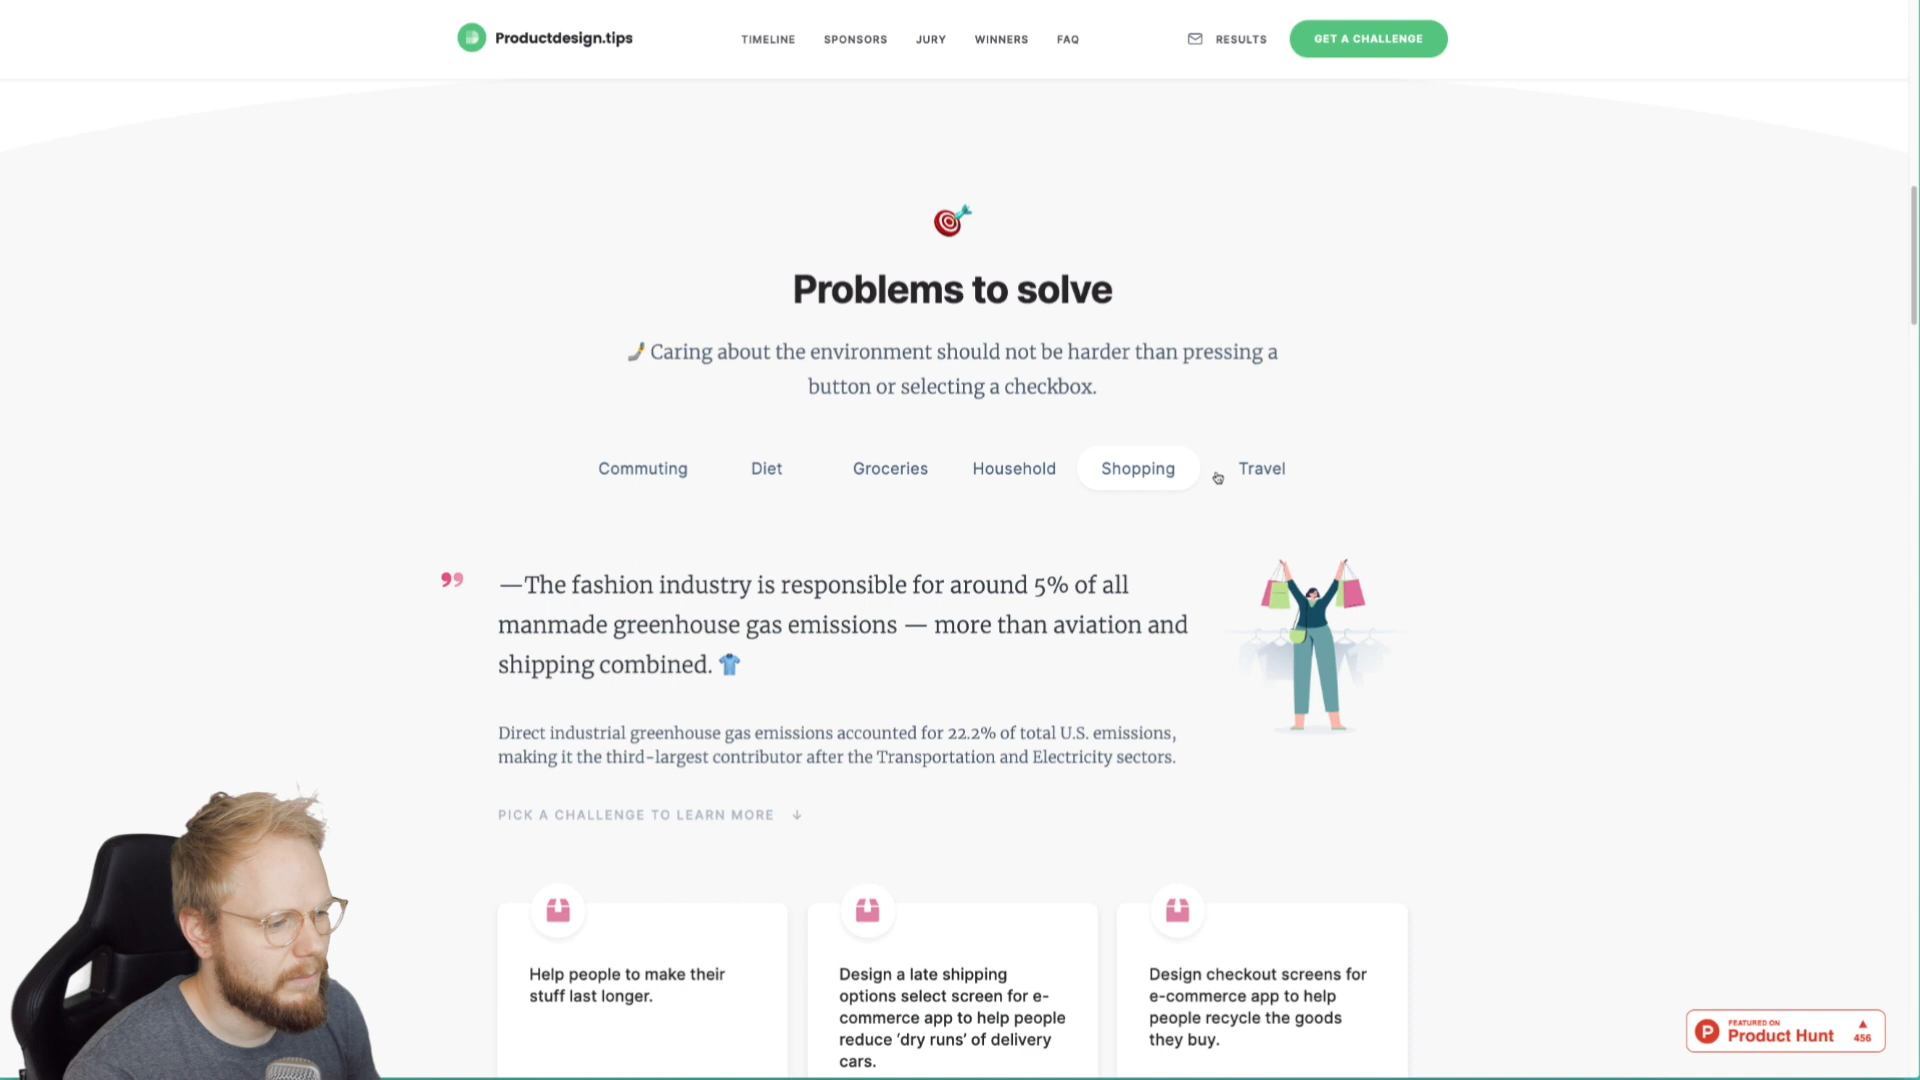 Productdesign.tips
TIMELINE SPONSORS JURY WINNERS FAQ
RESULTS
GET A CHALLENGE
Problems to solve
Caring about the environment should not be harder than pressing a
button or selecting a checkbox.
Commuting Diet Groceries Household Shopping Travel
—The fashion industry is responsible for around 5% of all
manmade greenhouse gas emissions — more than aviation and
shipping combined.
Direct industrial greenhouse gas emissions accounted for 22.2% of total U.S. emissions,
making it the third-largest contributor after the Transportation and Electricity sectors.
PICK A CHALLENGE TO LEARN MORE ↓
Help people to make their
stuff last longer.
Design a late shipping
options select screen for e-
commerce app to help people
reduce ‘dry runs’ of delivery
cars.
Design checkout screens for
e-commerce app to help
people recycle the goods
they buy.
P
FEATURED ON
Product Hunt
456